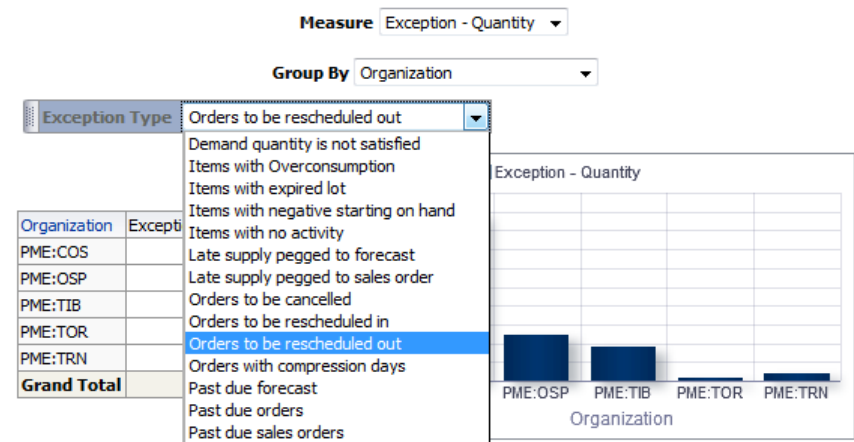 Measure Exception - Quantity
Group By Organization
Exception Type Orders to be rescheduled out
Demand quantity is not satisfied
Items with Overconsumption
Items with expired lot
Items with negative starting on hand
Items with no activity
Late supply pegged to forecast
Late supply pegged to sales order
Orders to be cancelled
Orders to be rescheduled in
Orders to be rescheduled out
Orders with compression days
Past due forecast
Past due orders
Past due sales orders
Organization Excepti
PME:COS
PME:OSP
PME:TIB
PME:TOR
PME:TRN
Grand Total
Exception - Quantity
PME:OSP PME:TIB PME:TOR PME:TRN
Organization